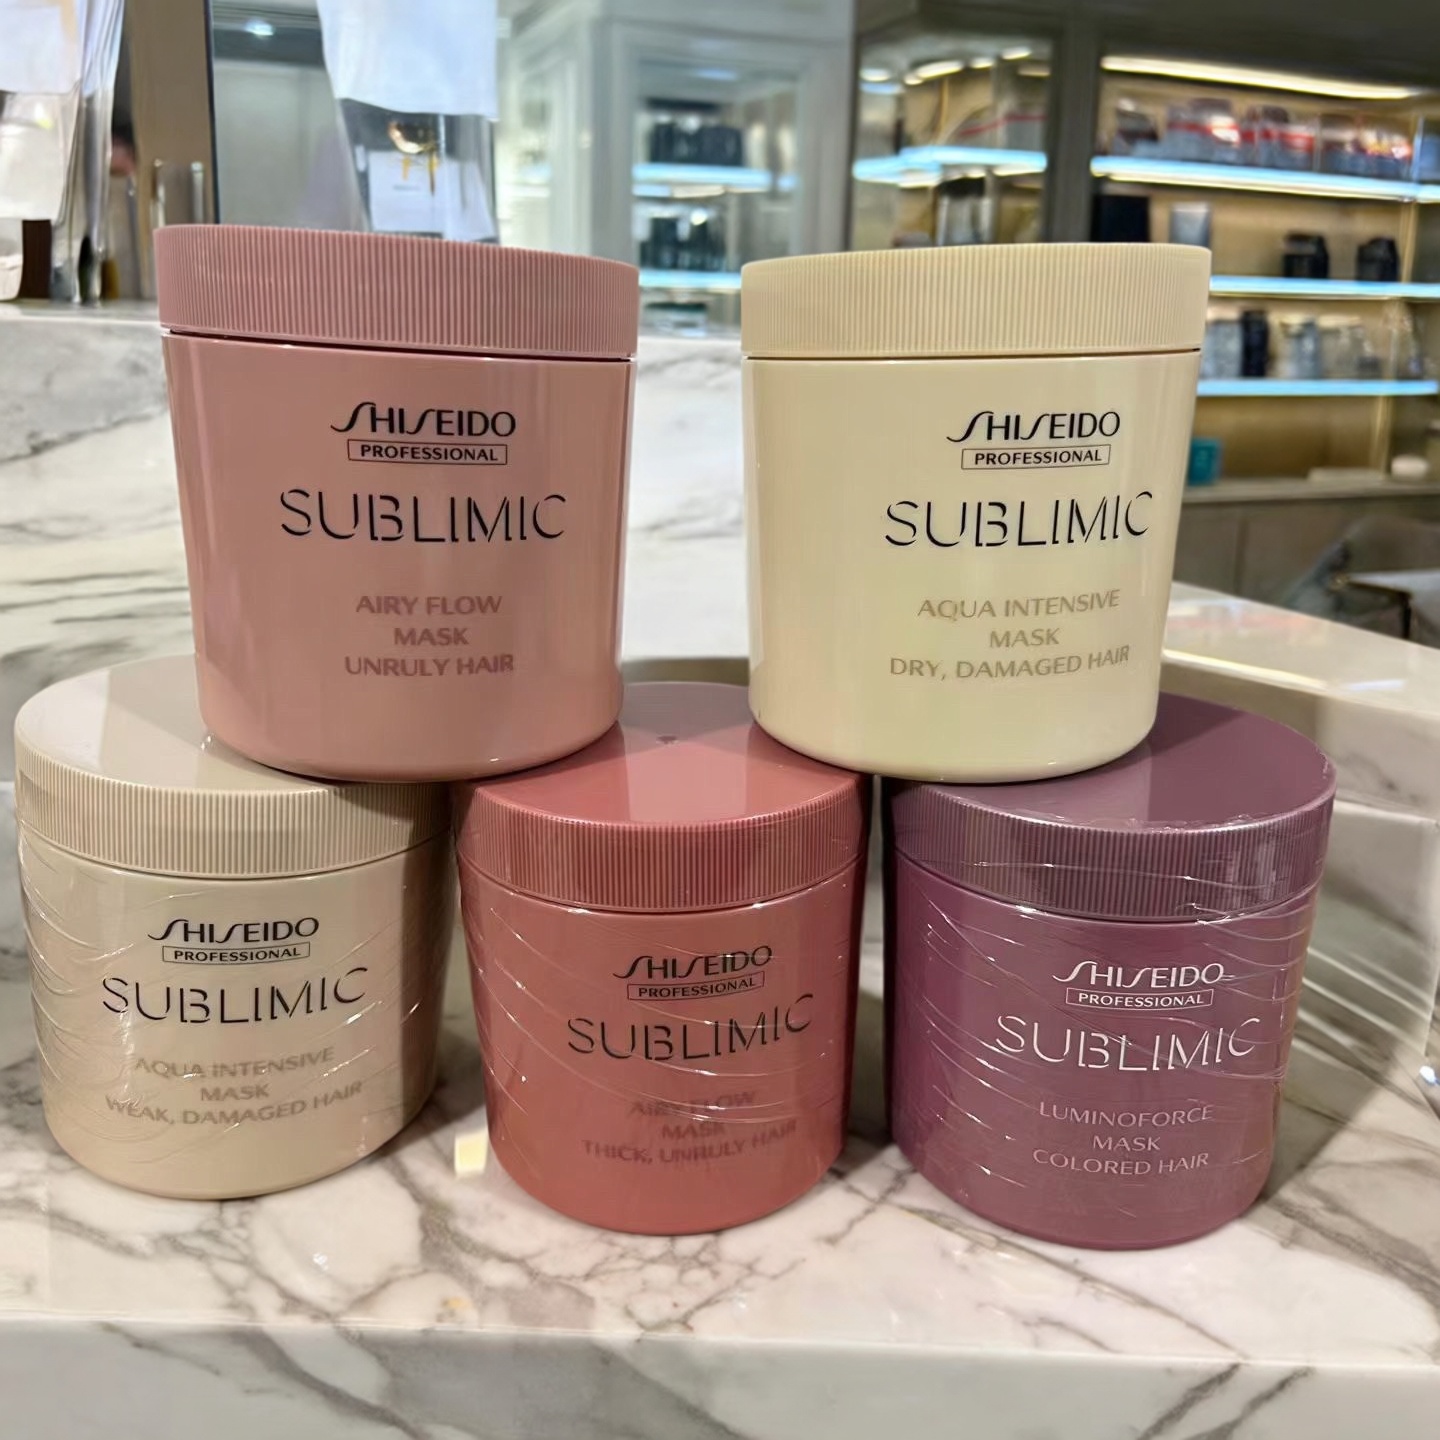 SHISEIDO
PROFESSIONAL
SUBLIMIC
AIRY FLOW
MASK
UNRULY HAIR
SHISEIDO
PROFESSIONAL
SUBLIMIC
AQUA INTENSIVE
MASK
DRY, DAMAGED HAIR
SHISEIDO
PROFESSIONAL
SUBLIMIC
AQUA INTENSIVE
MASK
WEAK, DAMAGED HAIR
SHISEIDO
PROFESSIONAL
SUBLIMIC
AIRY FLOW
MASK
THICK, UNRULY HAIR
SHISEIDO
PROFESSIONAL
SUBLIMIC
LUMINOFORCE
MASK
COLORED HAIR